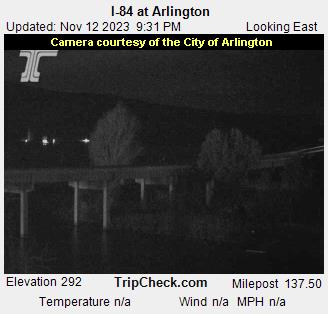 I-84 at Arlington
Updated: Nov 12 2023 9:31 PM Looking East
Camera courtesy of the City of Arlington
Elevation 292 TripCheck.com Milepost 137.50
Temperature n/a Wind n/a MPH n/a